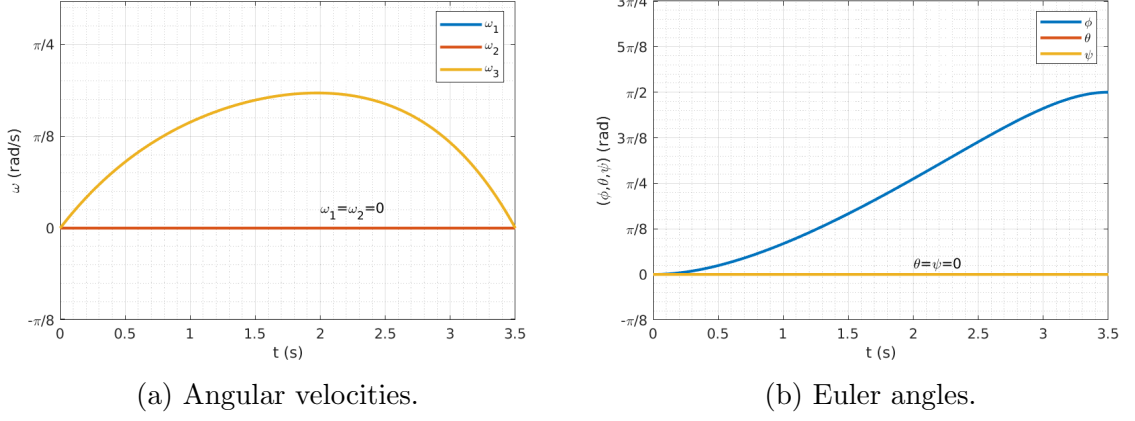 π/4
π/8
0
-π/8
ω (rad/s)
ω1
ω2
ω3
ω1=ω2=0
0 0.5 1 1.5 2 2.5 3 3.5
t (s)
(a) Angular velocities.
3π/4
5π/8
π/2
3π/8
π/4
π/8
0
-π/8
(ϕ,θ,ψ) (rad)
ϕ
θ
ψ
θ=ψ=0
0 0.5 1 1.5 2 2.5 3 3.5
t (s)
(b) Euler angles.